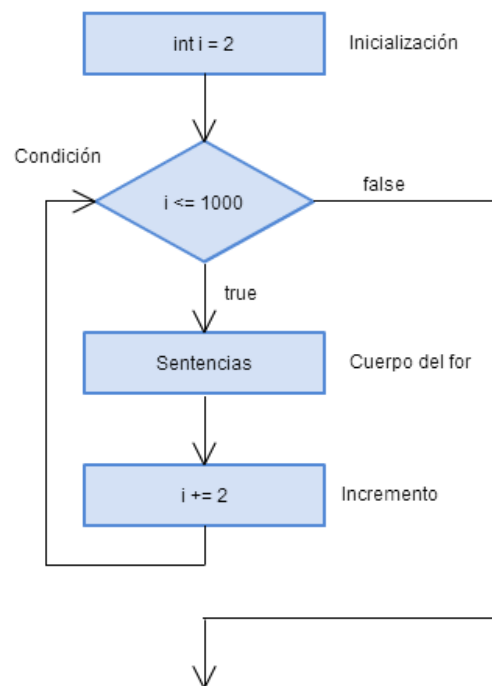 int i = 2
Inicialización
Condición
i <= 1000
false
true
Sentencias
Cuerpo del for
i += 2
Incremento